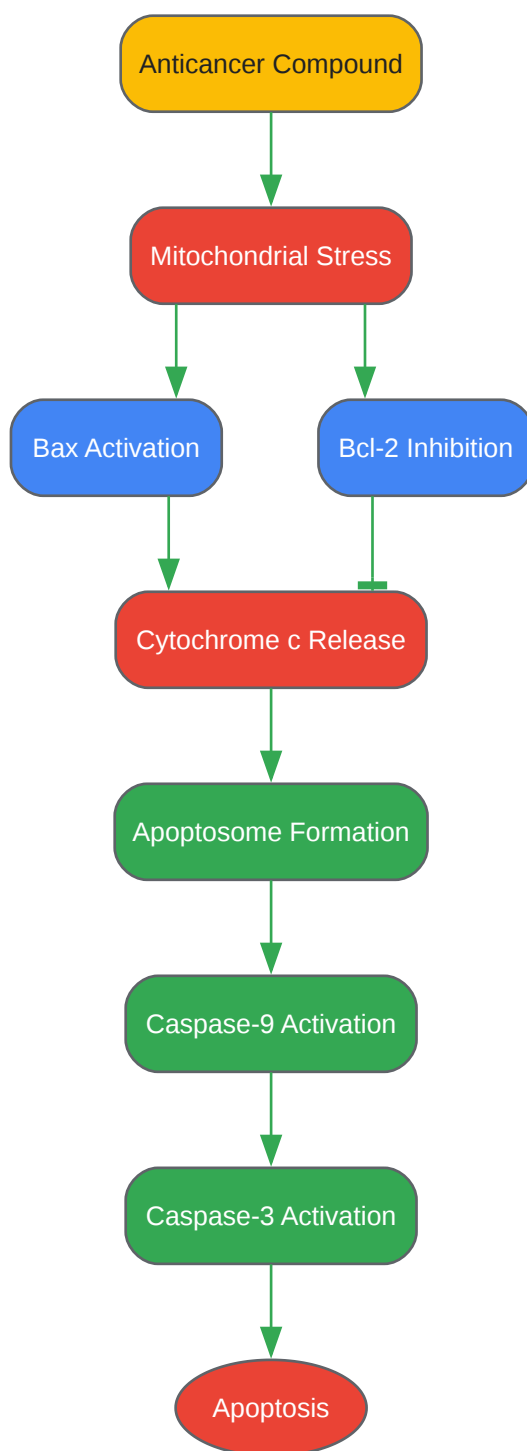 Anticancer Compound
Mitochondrial Stress
Bax Activation
Bcl-2 Inhibition
Cytochrome c Release
Apoptosome Formation
Caspase-9 Activation
Caspase-3 Activation
Apoptosis